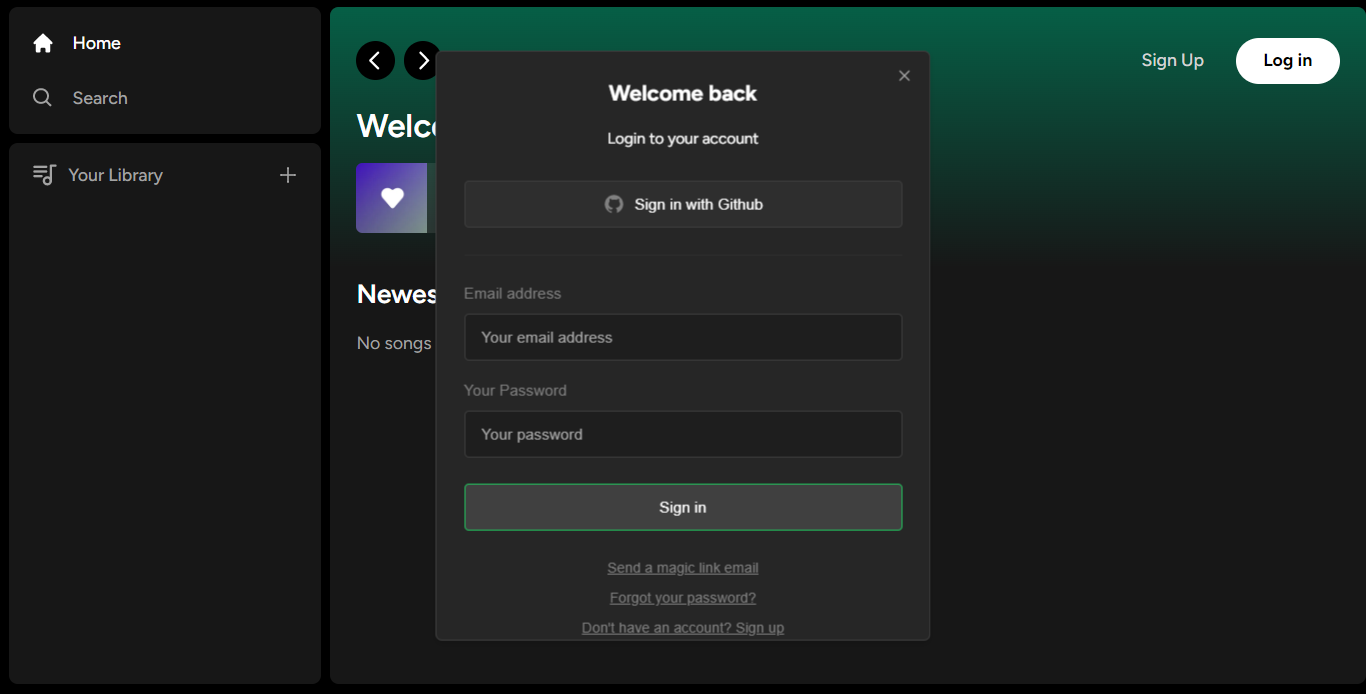 Home
Search
Your Library
Sign Up
Log in
Welco
Newes
No songs
Welcome back
Login to your account
Sign in with Github
Email address
Your email address
Your Password
Your password
Sign in
Send a magic link email
Forgot your password?
Don't have an account? Sign up